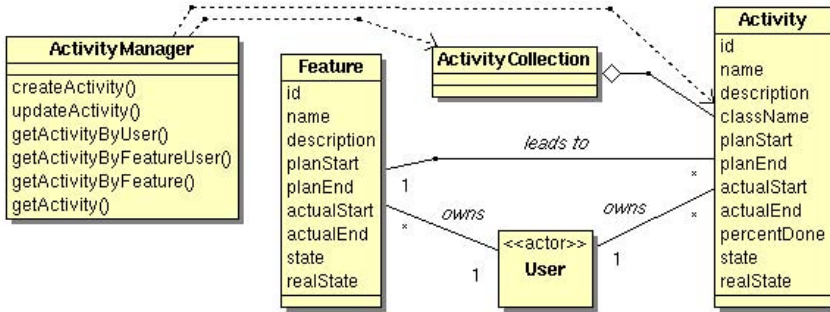 ActivityManager
createActivity()
updateActivity()
getActivityByUser()
getActivityByFeatureUser()
getActivityByFeature()
getActivity()
Feature
id
name
description
planStart
planEnd
actualStart
actualEnd
state
realState
ActivityCollection
Activity
id
name
description
className
planStart
planEnd
actualStart
actualEnd
percentDone
state
realState
leads to
1
*
owns
*
1
owns
*
1
<<actor>>
User